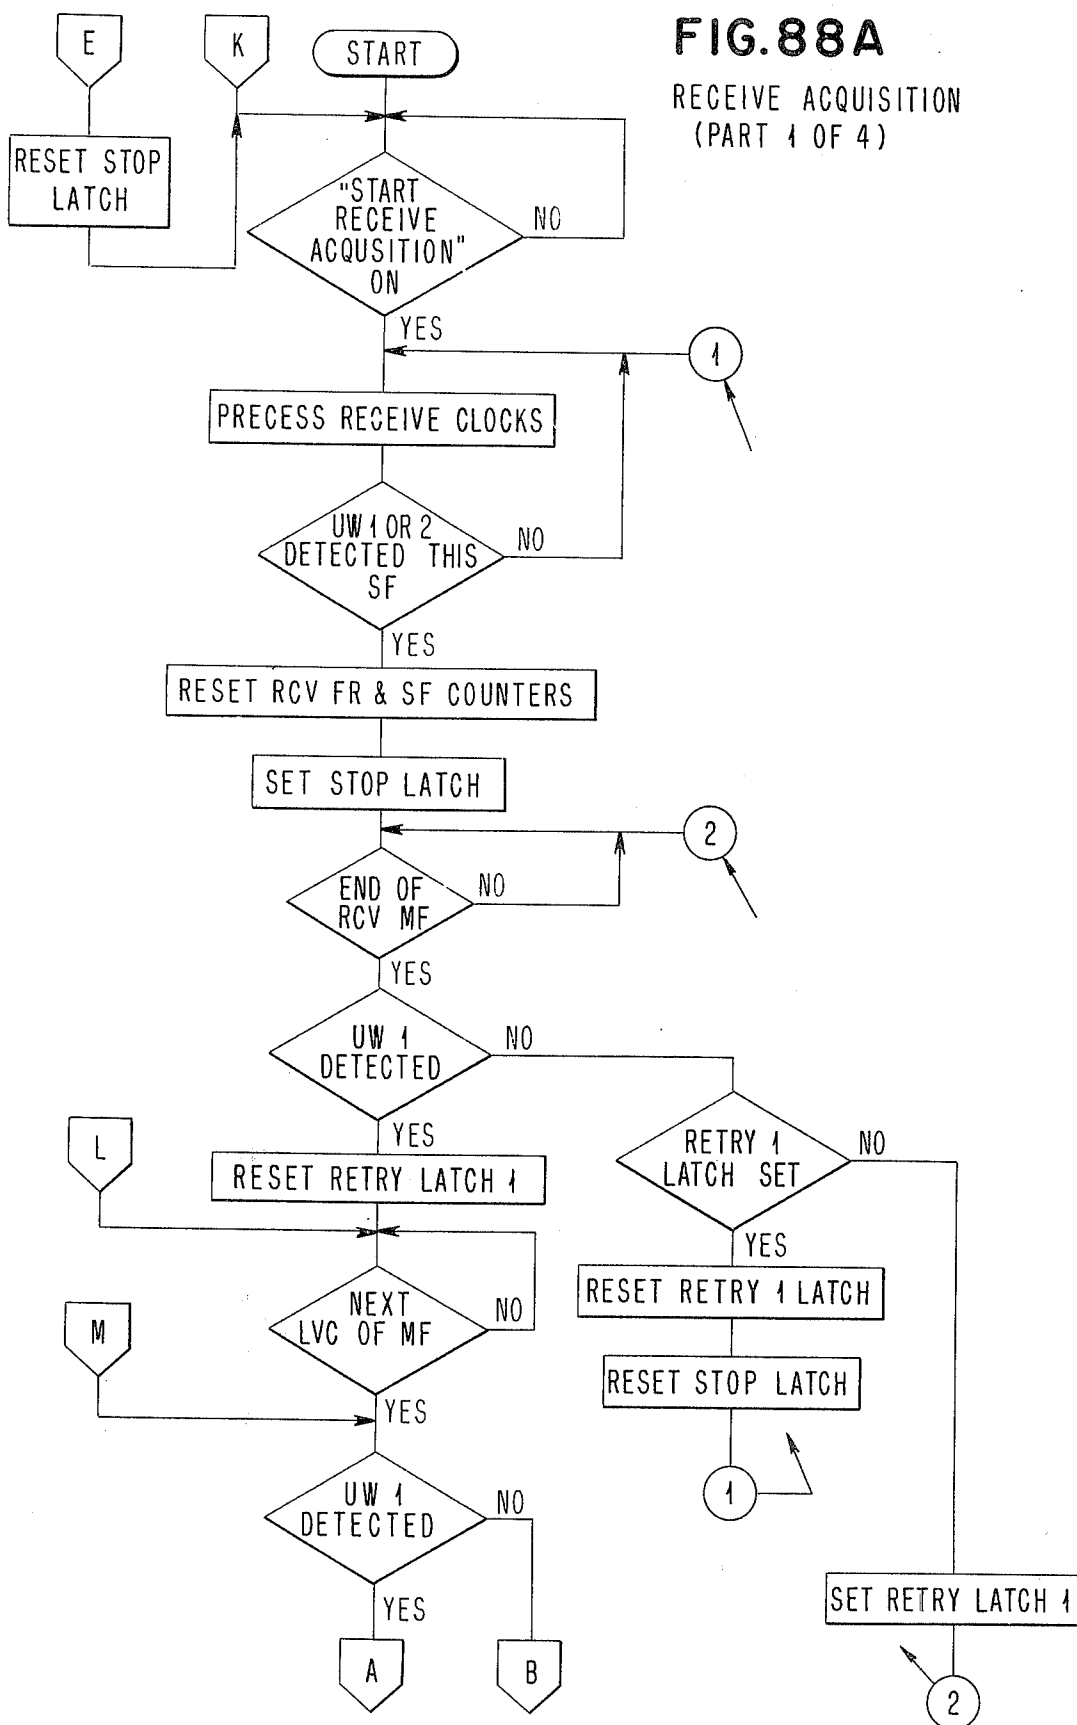 FIG.88A
RECEIVE ACQUISITION
(PART 1 OF 4)
E
K
START
RESET STOP
LATCH
"START
RECEIVE
ACQUSITION"
ON
NO
YES
1
PRECESS RECEIVE CLOCKS
UW 1 OR 2
DETECTED THIS
SF
NO
YES
RESET RCV FR & SF COUNTERS
SET STOP LATCH
2
END OF
RCV MF
NO
YES
UW 1
DETECTED
NO
YES
RETRY 1
LATCH SET
NO
YES
L
RESET RETRY LATCH 1
RESET RETRY 1 LATCH
NEXT
LVC OF MF
NO
YES
M
RESET STOP LATCH
1
UW 1
DETECTED
NO
YES
SET RETRY LATCH 1
A
B
2